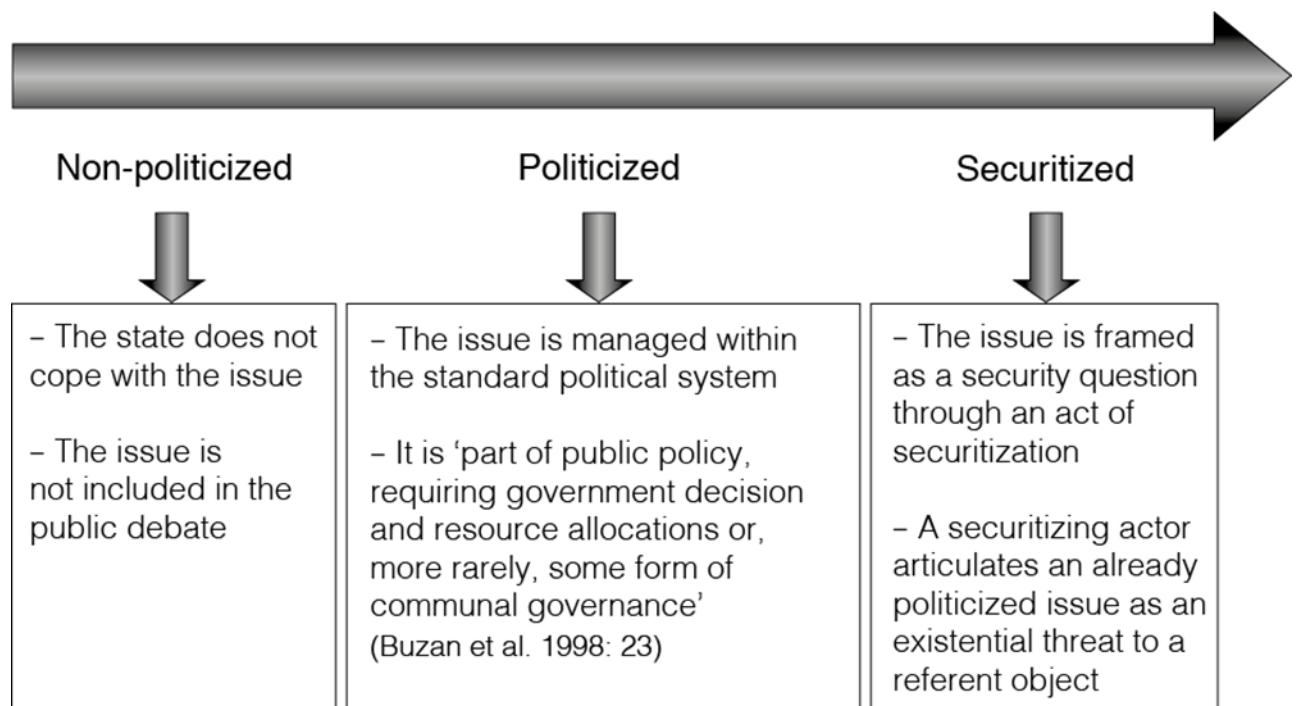 Non-politicized
Politicized
Securitized
– The state does not
cope with the issue
– The issue is
not included in the
public debate
– The issue is managed within
the standard political system
– It is ‘part of public policy,
requiring government decision
and resource allocations or,
more rarely, some form of
communal governance’
(Buzan et al. 1998: 23)
– The issue is framed
as a security question
through an act of
securitization
– A securitizing actor
articulates an already
politicized issue as an
existential threat to a
referent object